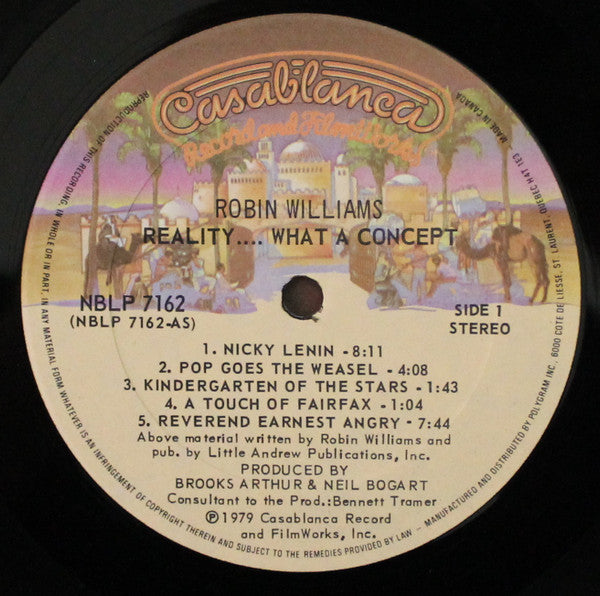 Casablanca
Record and FilmWorks
ROBIN WILLIAMS
REALITY.... WHAT A CONCEPT
NBLP 7162
(NBLP 7162-AS)
SIDE 1
STEREO
1. NICKY LENIN - 8:11
2. POP GOES THE WEASEL - 4:08
3. KINDERGARTEN OF THE STARS - 1:43
4. A TOUCH OF FAIRFAX - 1:04
5. REVEREND EARNEST ANGRY - 7:44
Above material written by Robin Williams and
pub. by Little Andrew Publications, Inc.
PRODUCED BY
BROOKS ARTHUR & NEIL BOGART
Consultant to the Prod.:Bennett Tramer
℗ 1979 Casablanca Record
and FilmWorks, Inc.
REPRODUCTION OF THIS RECORDING, IN WHOLE OR IN PART, IN ANY MATERIAL FORM WHATEVER IS AN INFRINGEMENT OF COPYRIGHT THEREIN AND SUBJECT TO THE REMEDIES PROVIDED BY LAW – MANUFACTURED AND DISTRIBUTED BY POLYGRAM INC., 6000 COTE DE LIESSE, ST. LAURENT, QUEBEC H4T 1E3 – MADE IN CANADA